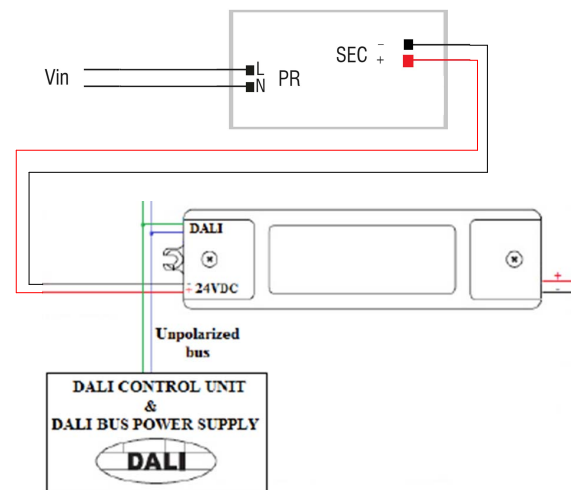 SEC
−
+
Vin
L
N
PR
DALI
-
+ 24VDC
+
-
Unpolarized
bus
DALI CONTROL UNIT
&
DALI BUS POWER SUPPLY
DALI